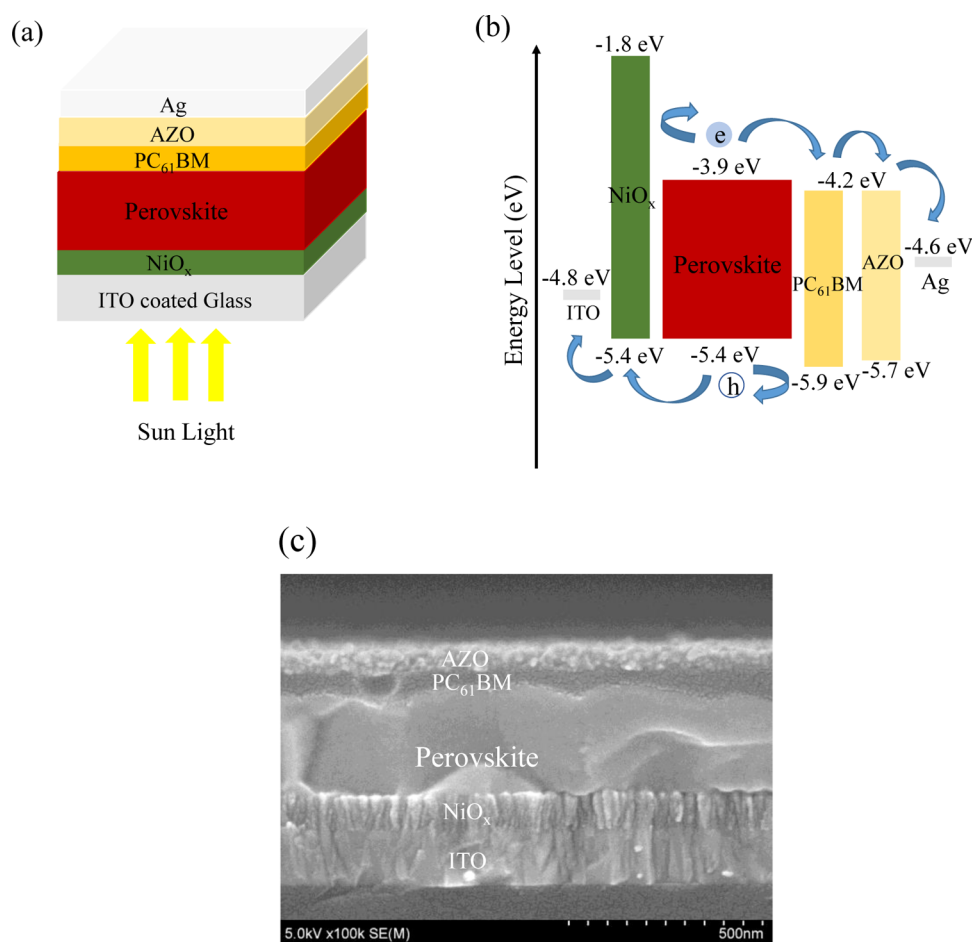 (a)
Ag
AZO
PC₆₁BM
Perovskite
NiOₓ
ITO coated Glass
Sun Light
(b)
Energy Level (eV)
-1.8 eV
e
-3.9 eV
-4.2 eV
NiOₓ
-4.6 eV
Perovskite
AZO
-4.8 eV
PC₆₁BM
Ag
ITO
-5.4 eV
-5.4 eV
-5.7 eV
-5.9 eV
h
(c)
AZO
PC₆₁BM
Perovskite
NiOₓ
ITO
5.0kV x100k SE(M)
500nm